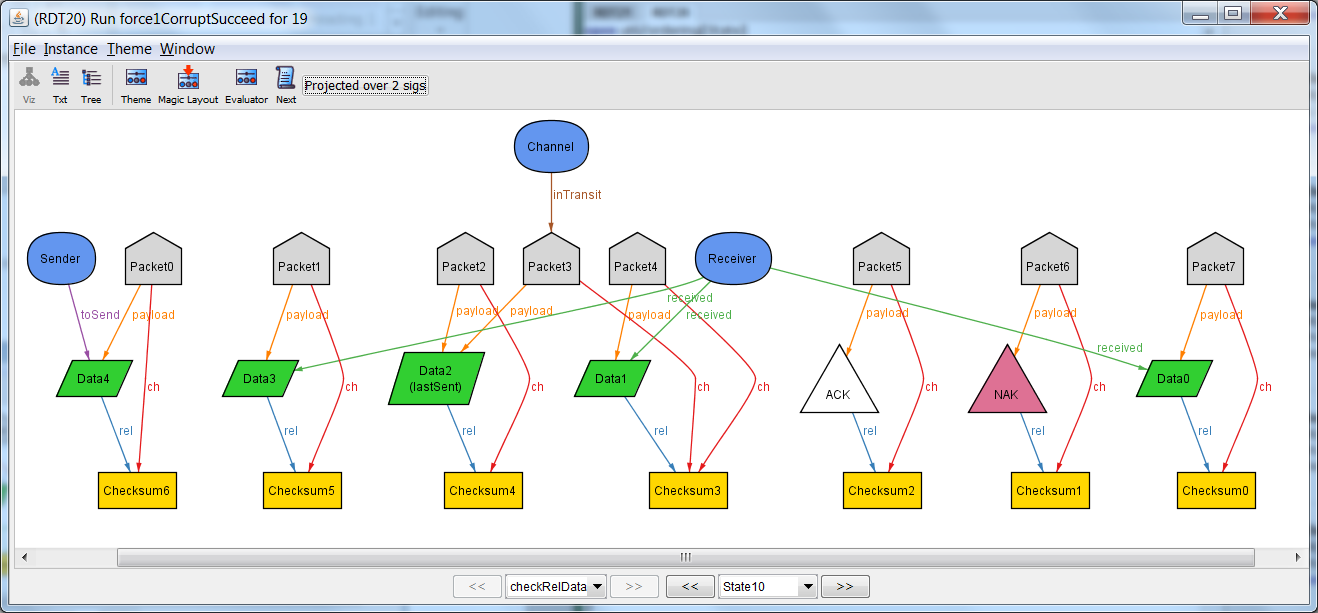 (RDT20) Run force1CorruptSucceed for 19
File Instance Theme Window
Viz Txt Tree Theme Magic Layout Evaluator Next Projected over 2 sigs
Channel
inTransit
Sender Packet0 Packet1 Packet2 Packet3 Packet4 Receiver Packet5 Packet6 Packet7
received
toSend payload payload payload payload payload received payload payload payload
received
Data4 Data3 Data2 Data1 ACK NAK Data0
(lastSent)
ch ch ch ch ch ch ch ch
rel rel rel rel rel rel rel
Checksum6 Checksum5 Checksum4 Checksum3 Checksum2 Checksum1 Checksum0
<< checkRelData >> << State10 >>